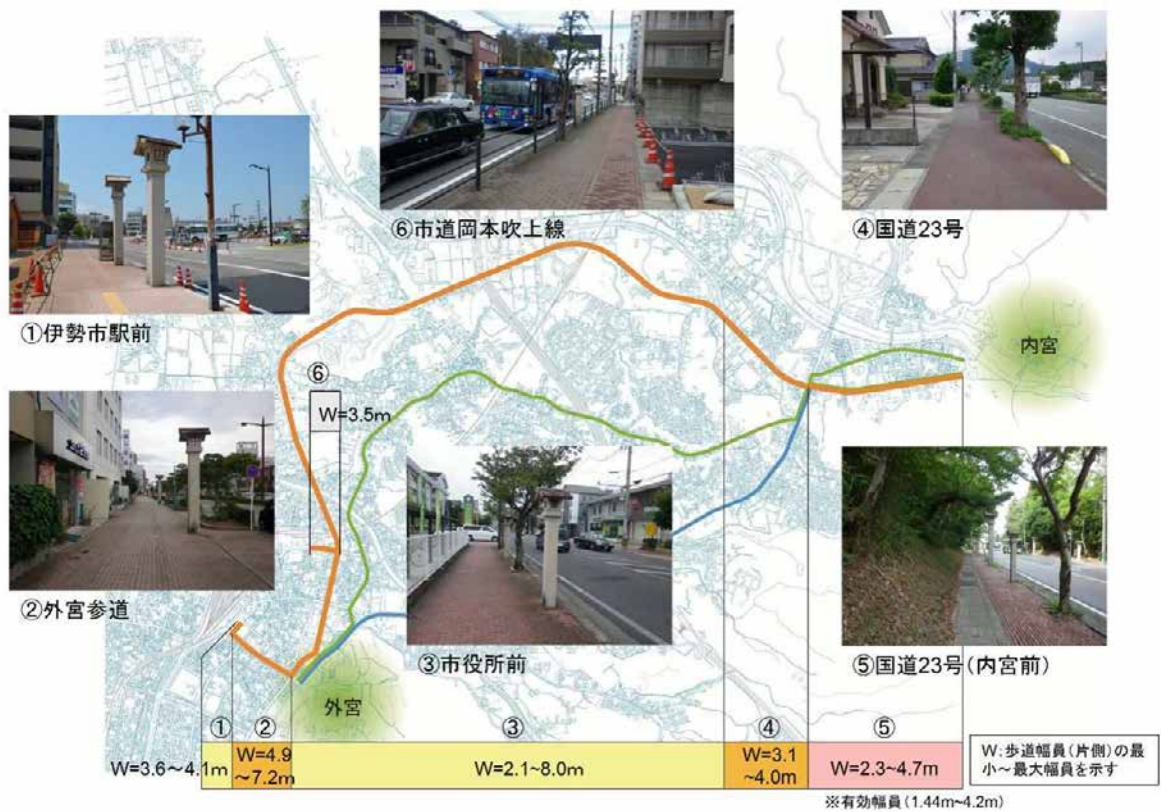 ⑥市道岡本吹上線
④国道23号
①伊勢市駅前
内宮
⑥
W=3.5m
②外宮参道
③市役所前
⑤国道23号(内宮前)
外宮
①
②
③
④
⑤
W=3.6～4.1m
W=4.9
～7.2m
W=2.1~8.0m
W=3.1
~4.0m
W=2.3~4.7m
W:歩道幅員(片側)の最
小～最大幅員を示す
※有効幅員(1.44m~4.2m)